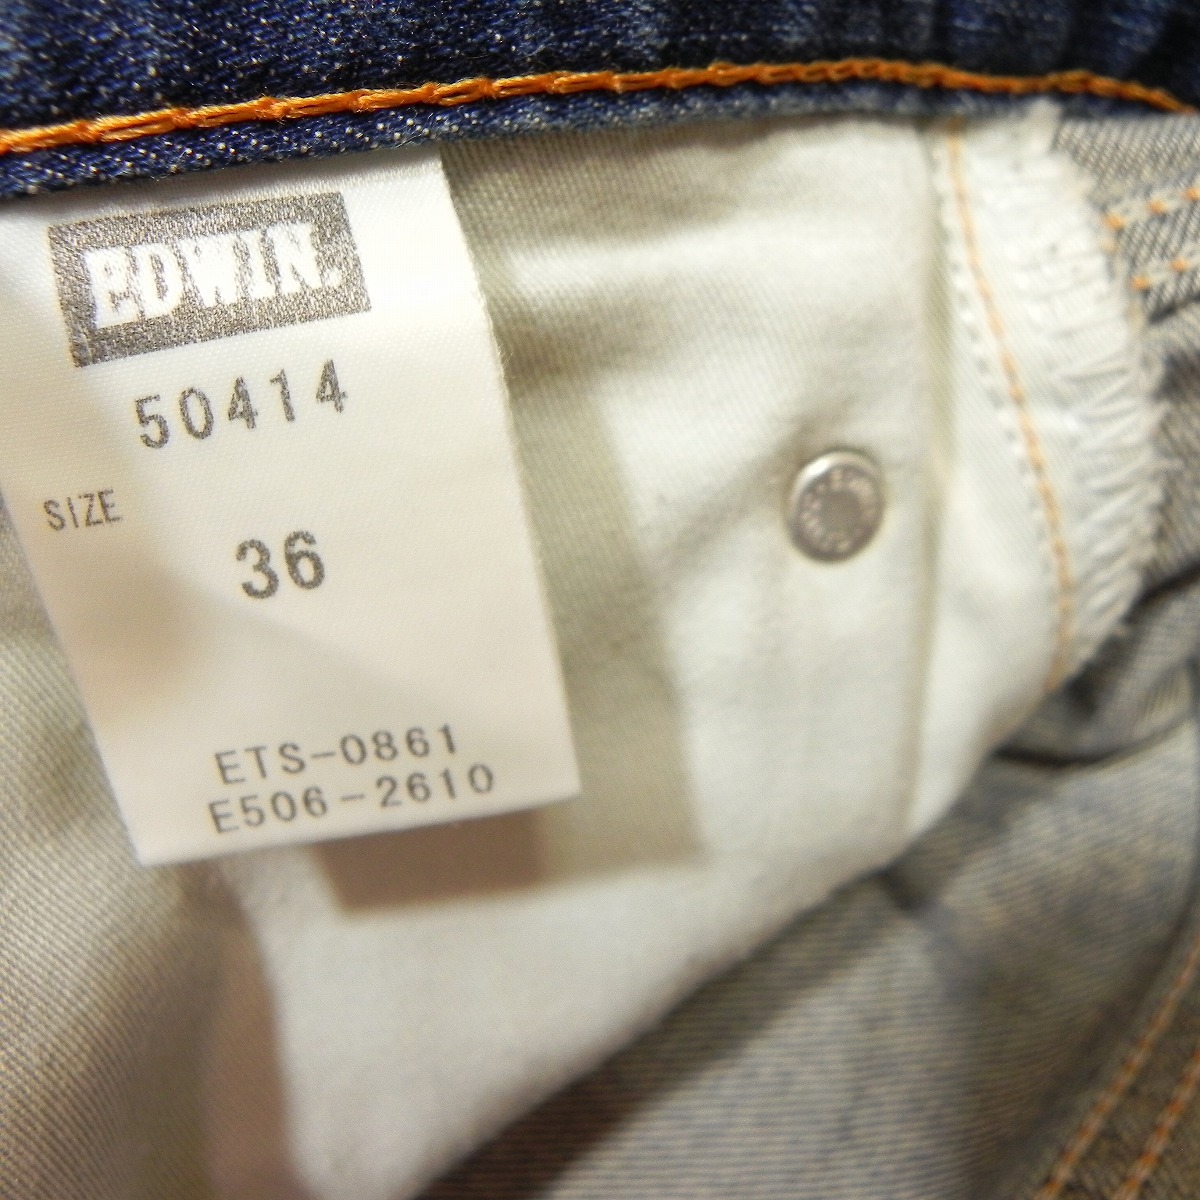 EDWIN.
50414
SIZE
36
ETS-0861
E506-2610